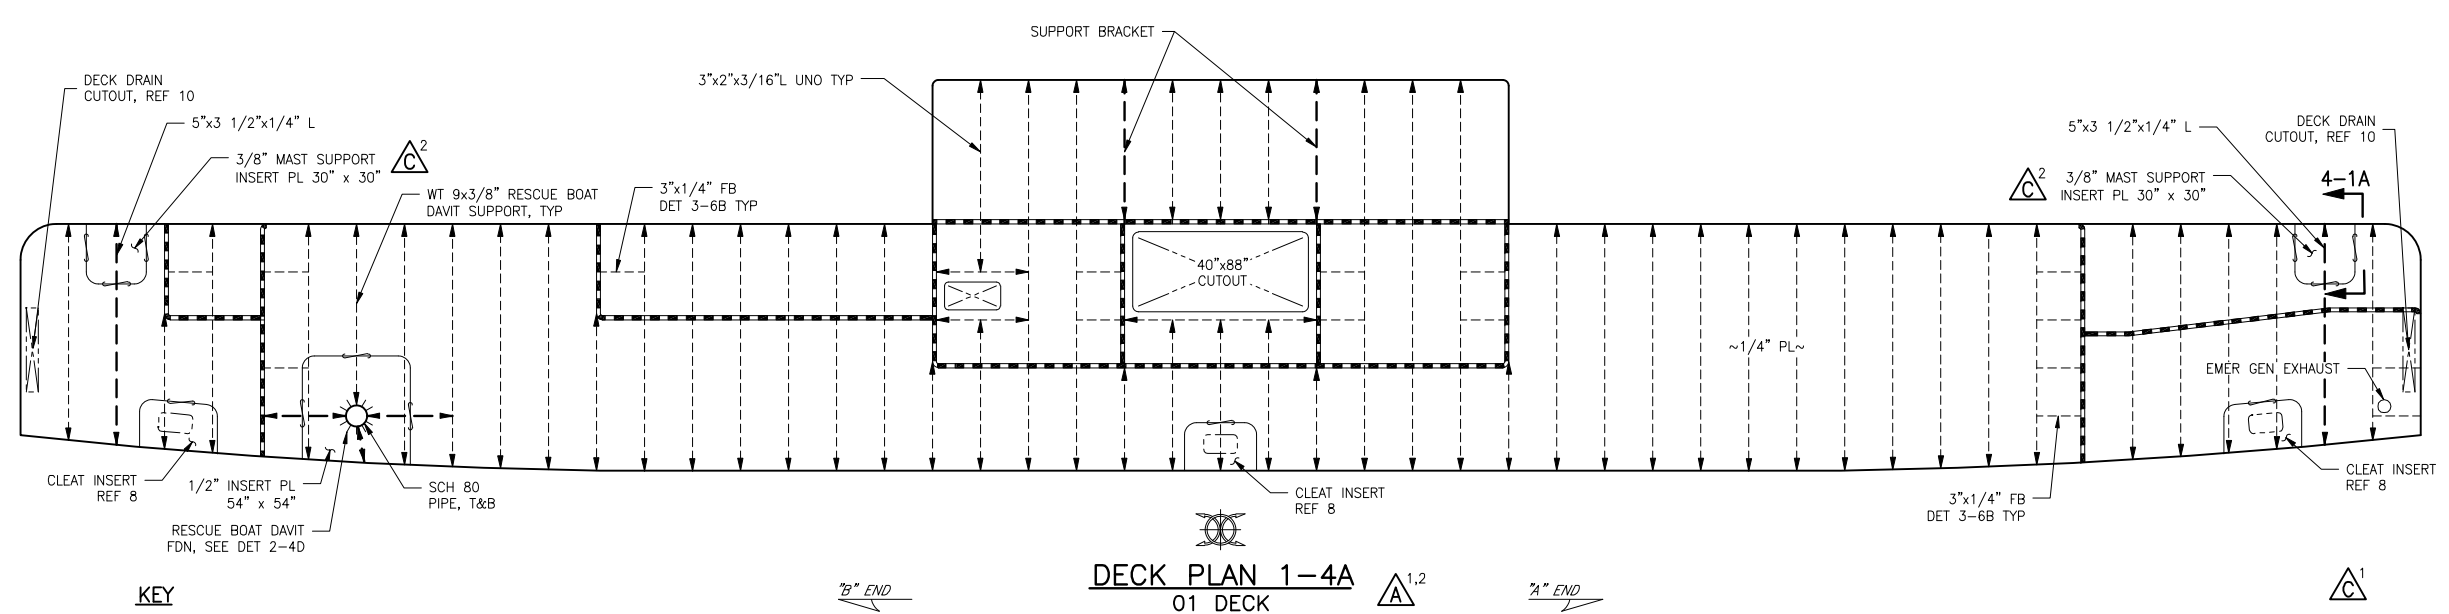 SUPPORT BRACKET
DECK DRAIN
CUTOUT, REF 10
3"x2"x3/16"L UNO TYP
5"x3 1/2"x1/4" L
3/8" MAST SUPPORT
INSERT PL 30" x 30"
C 2
WT 9x3/8" RESCUE BOAT
DAVIT SUPPORT, TYP
3"x1/4" FB
DET 3-6B TYP
5"x3 1/2"x1/4" L
DECK DRAIN
CUTOUT, REF 10
C 2
3/8" MAST SUPPORT
INSERT PL 30" x 30"
4-1A
40"x88"
CUTOUT
~1/4" PL~
EMER GEN EXHAUST
CLEAT INSERT
REF 8
1/2" INSERT PL
54" x 54"
SCH 80
PIPE, T&B
RESCUE BOAT DAVIT
FDN, SEE DET 2-4D
CLEAT INSERT
REF 8
3"x1/4" FB
DET 3-6B TYP
CLEAT INSERT
REF 8
KEY
"B" END
DECK PLAN 1-4A
01 DECK
A 1,2
"A" END
C 1